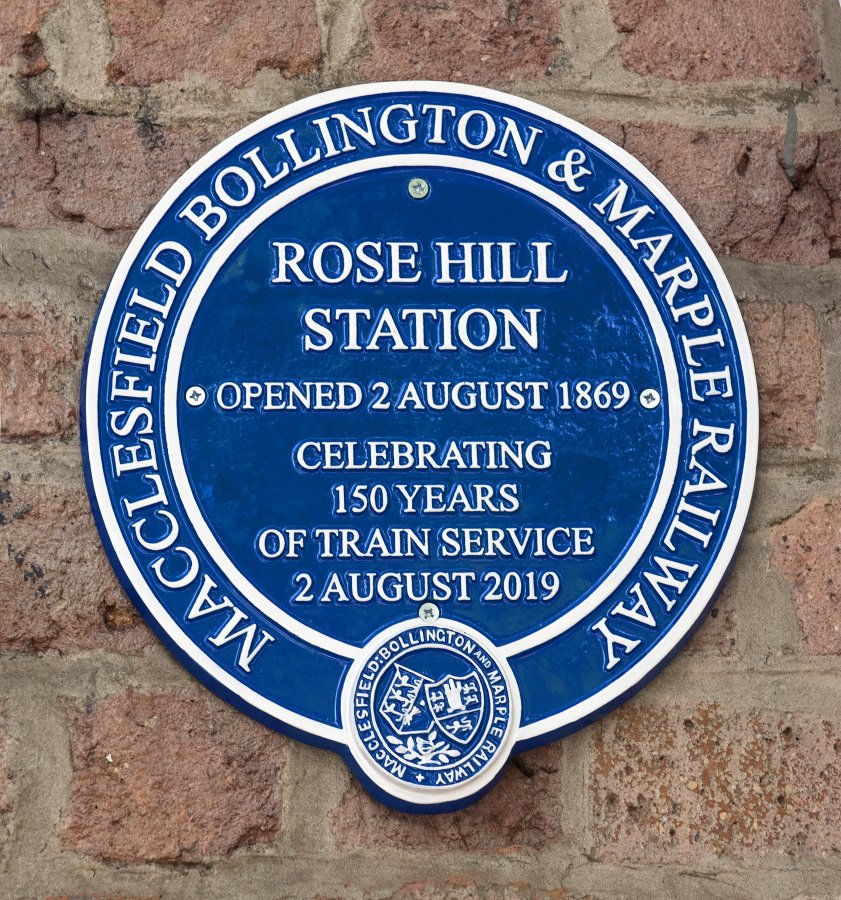 MACCLESFIELD BOLLINGTON & MARPLE RAILWAY
ROSE HILL
STATION
OPENED 2 AUGUST 1869
CELEBRATING
150 YEARS
OF TRAIN SERVICE
2 AUGUST 2019
MACCLESFIELD: BOLLINGTON AND MARPLE RAILWAY